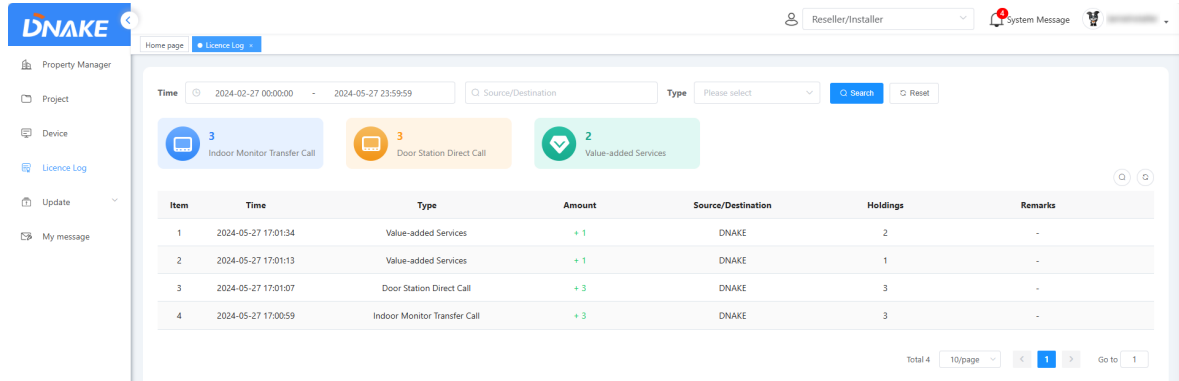 DNAKE
Reseller/Installer
4
System Message
Home page
Licence Log ×
Property Manager
Project
Device
Licence Log
Update
My message
Time 2024-02-27 00:00:00 - 2024-05-27 23:59:59 Source/Destination Type Please select Search Reset
3
Indoor Monitor Transfer Call
3
Door Station Direct Call
2
Value-added Services
Item Time Type Amount Source/Destination Holdings Remarks
1 2024-05-27 17:01:34 Value-added Services + 1 DNAKE 2 -
2 2024-05-27 17:01:13 Value-added Services + 1 DNAKE 1 -
3 2024-05-27 17:01:07 Door Station Direct Call + 3 DNAKE 3 -
4 2024-05-27 17:00:59 Indoor Monitor Transfer Call + 3 DNAKE 3 -
Total 4 10/page < 1 > Go to 1